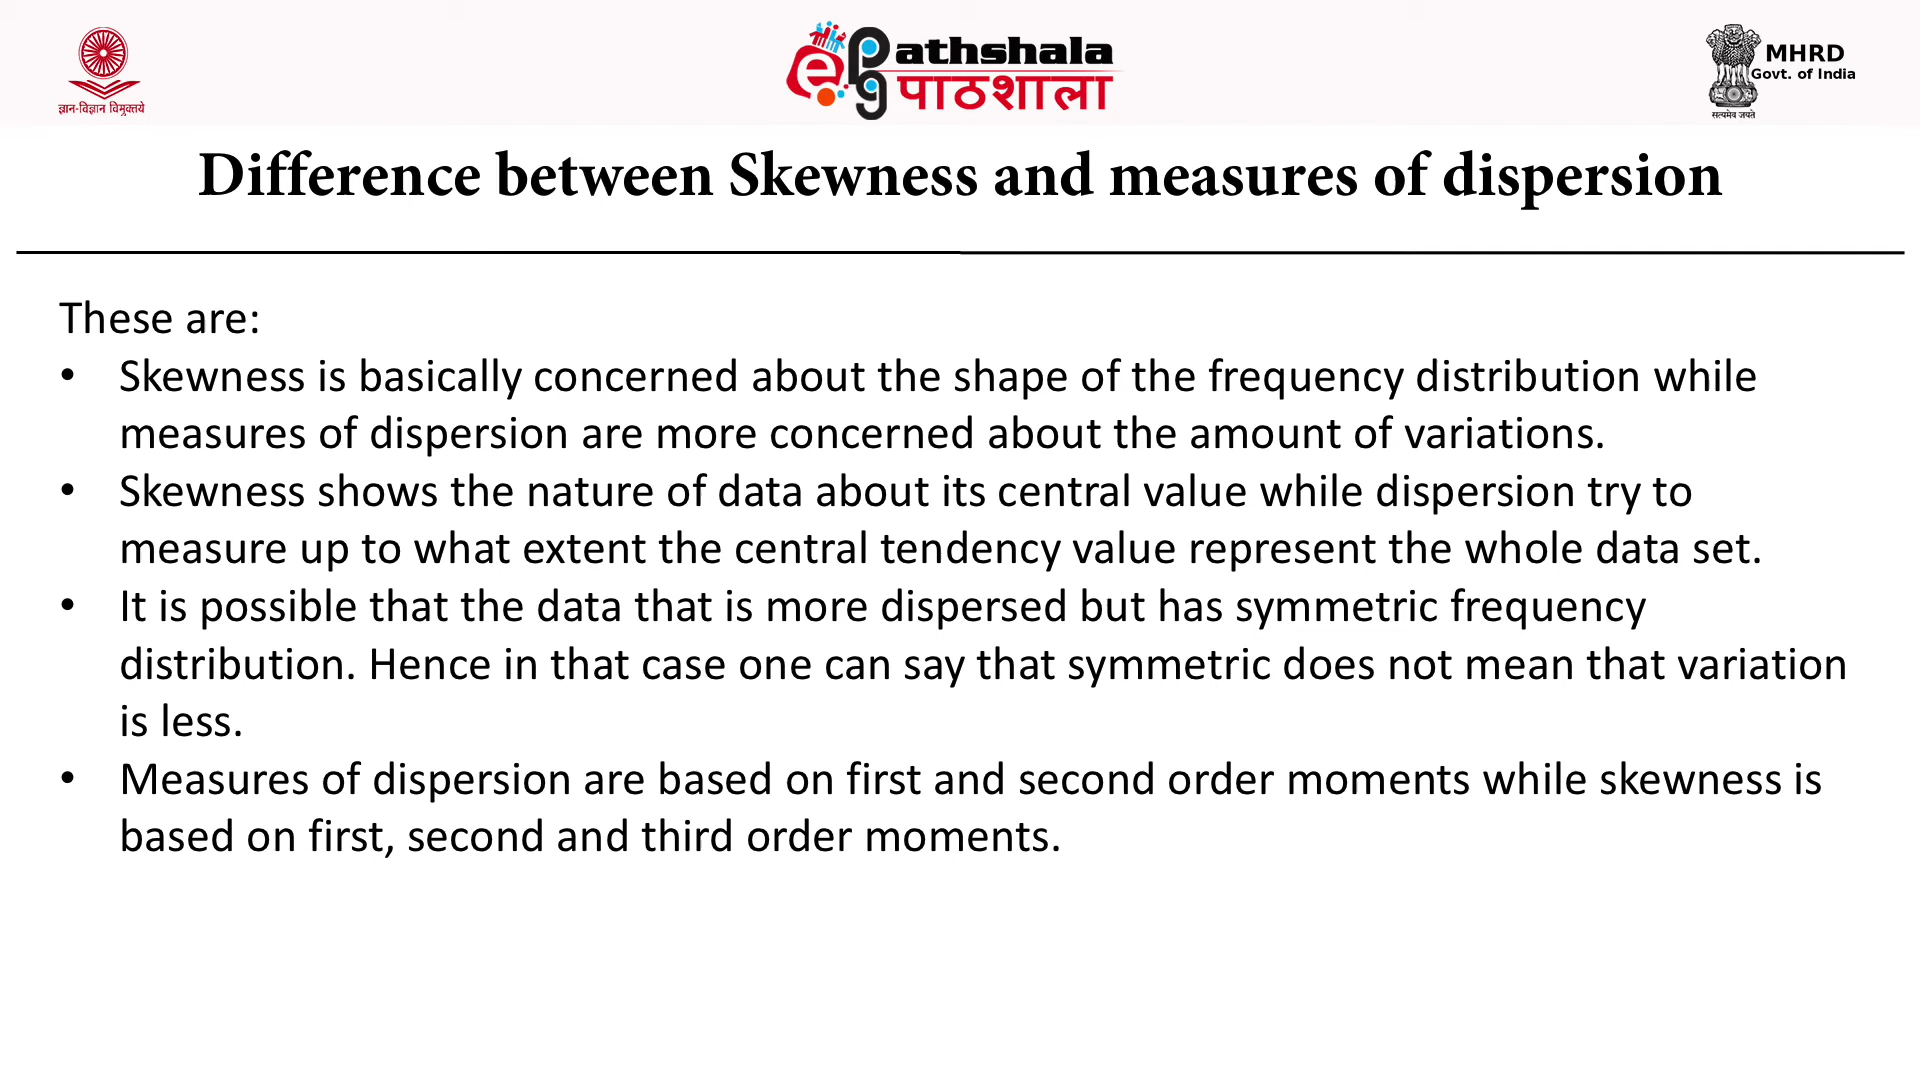 ज्ञान-विज्ञान विमुक्तये
e pg Pathshala
पाठशाला
MHRD
Govt. of India
सत्यमेव जयते
Difference between Skewness and measures of dispersion
These are:
• Skewness is basically concerned about the shape of the frequency distribution while
measures of dispersion are more concerned about the amount of variations.
• Skewness shows the nature of data about its central value while dispersion try to
measure up to what extent the central tendency value represent the whole data set.
• It is possible that the data that is more dispersed but has symmetric frequency
distribution. Hence in that case one can say that symmetric does not mean that variation
is less.
• Measures of dispersion are based on first and second order moments while skewness is
based on first, second and third order moments.